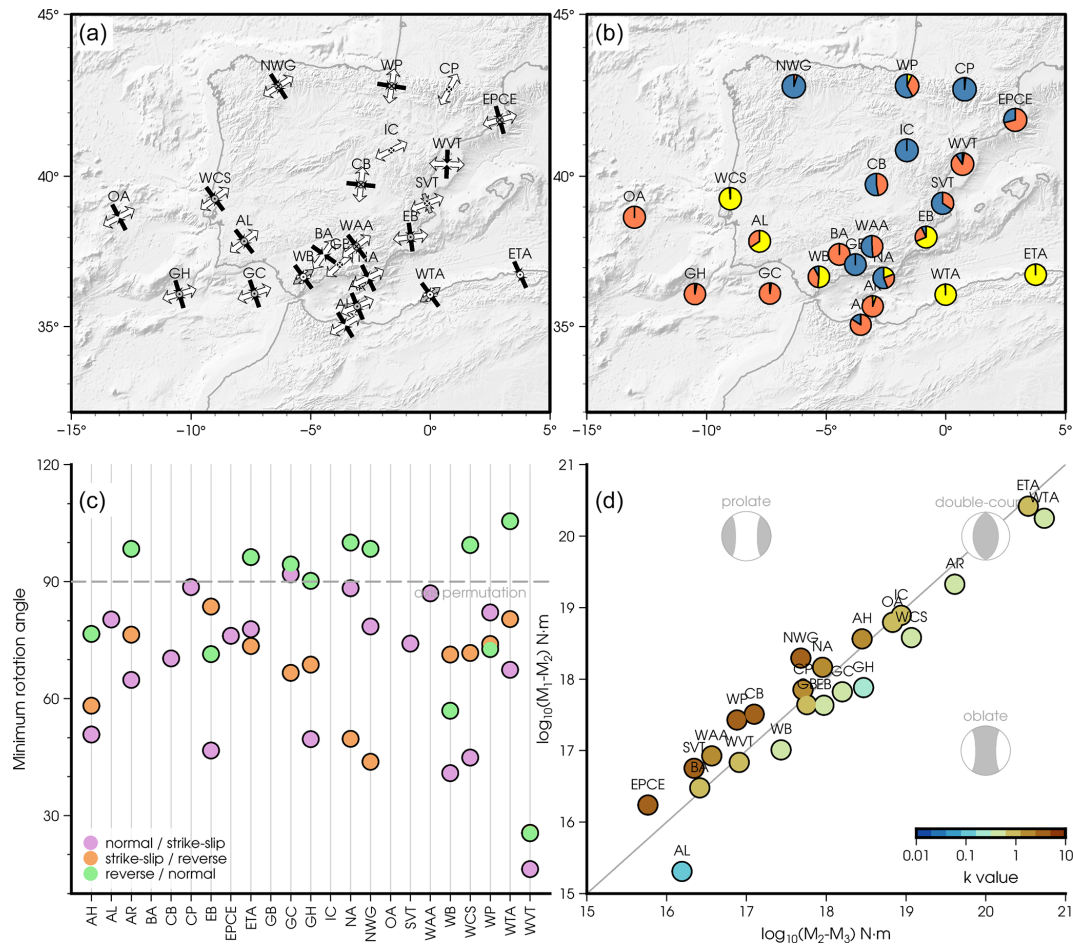 45°
40°
35°
(a)
NWG
WP
CP
EPCE
IC
WVT
CB
SVT
WCS
OA
AL
EB
WAA
BA
WB
ETA
GH
GC
WTA
−15°
−10°
−5°
0°
5°
45°
40°
35°
(b)
NWG
WP
CP
EPCE
IC
WVT
CB
SVT
WCS
OA
AL
EB
WAA
BA
WB
NA
ETA
GH
GC
WTA
−15°
−10°
−5°
0°
5°
120
90
60
30
Minimum rotation angle
(c)
axis permutation
normal / strike-slip
strike-slip / reverse
reverse / normal
AH
AL
AR
BA
CB
CP
EB
EPCE
ETA
GB
GC
GH
IC
NA
NWG
OA
SVT
WAA
WB
WCS
WP
WTA
WVT
21
20
19
18
17
16
15
log10(M1-M2) N·m
(d)
prolate
double-coup
oblate
ETA
WTA
AR
IC
OA
WCS
AH
NWG
NA
CP
GC
GH
GB
EB
WP
CB
WB
WAA
SVT
WVT
BA
EPCE
AL
0.01
0.1
1
10
k value
15
16
17
18
19
20
21
log10(M2-M3) N·m